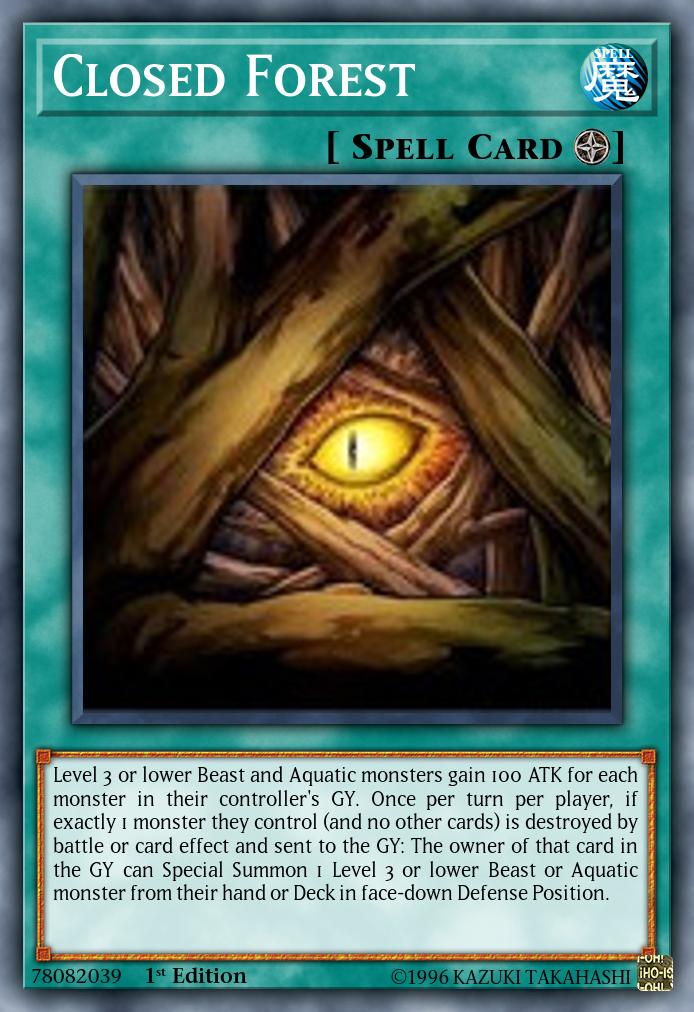 Closed Forest
SPELL
魔
[ Spell Card ]
Level 3 or lower Beast and Aquatic monsters gain 100 ATK for each
monster in their controller's GY. Once per turn per player, if
exactly 1 monster they control (and no other cards) is destroyed by
battle or card effect and sent to the GY: The owner of that card in
the GY can Special Summon 1 Level 3 or lower Beast or Aquatic
monster from their hand or Deck in face-down Defense Position.
78082039 1st Edition ©1996 KAZUKI TAKAHASHI